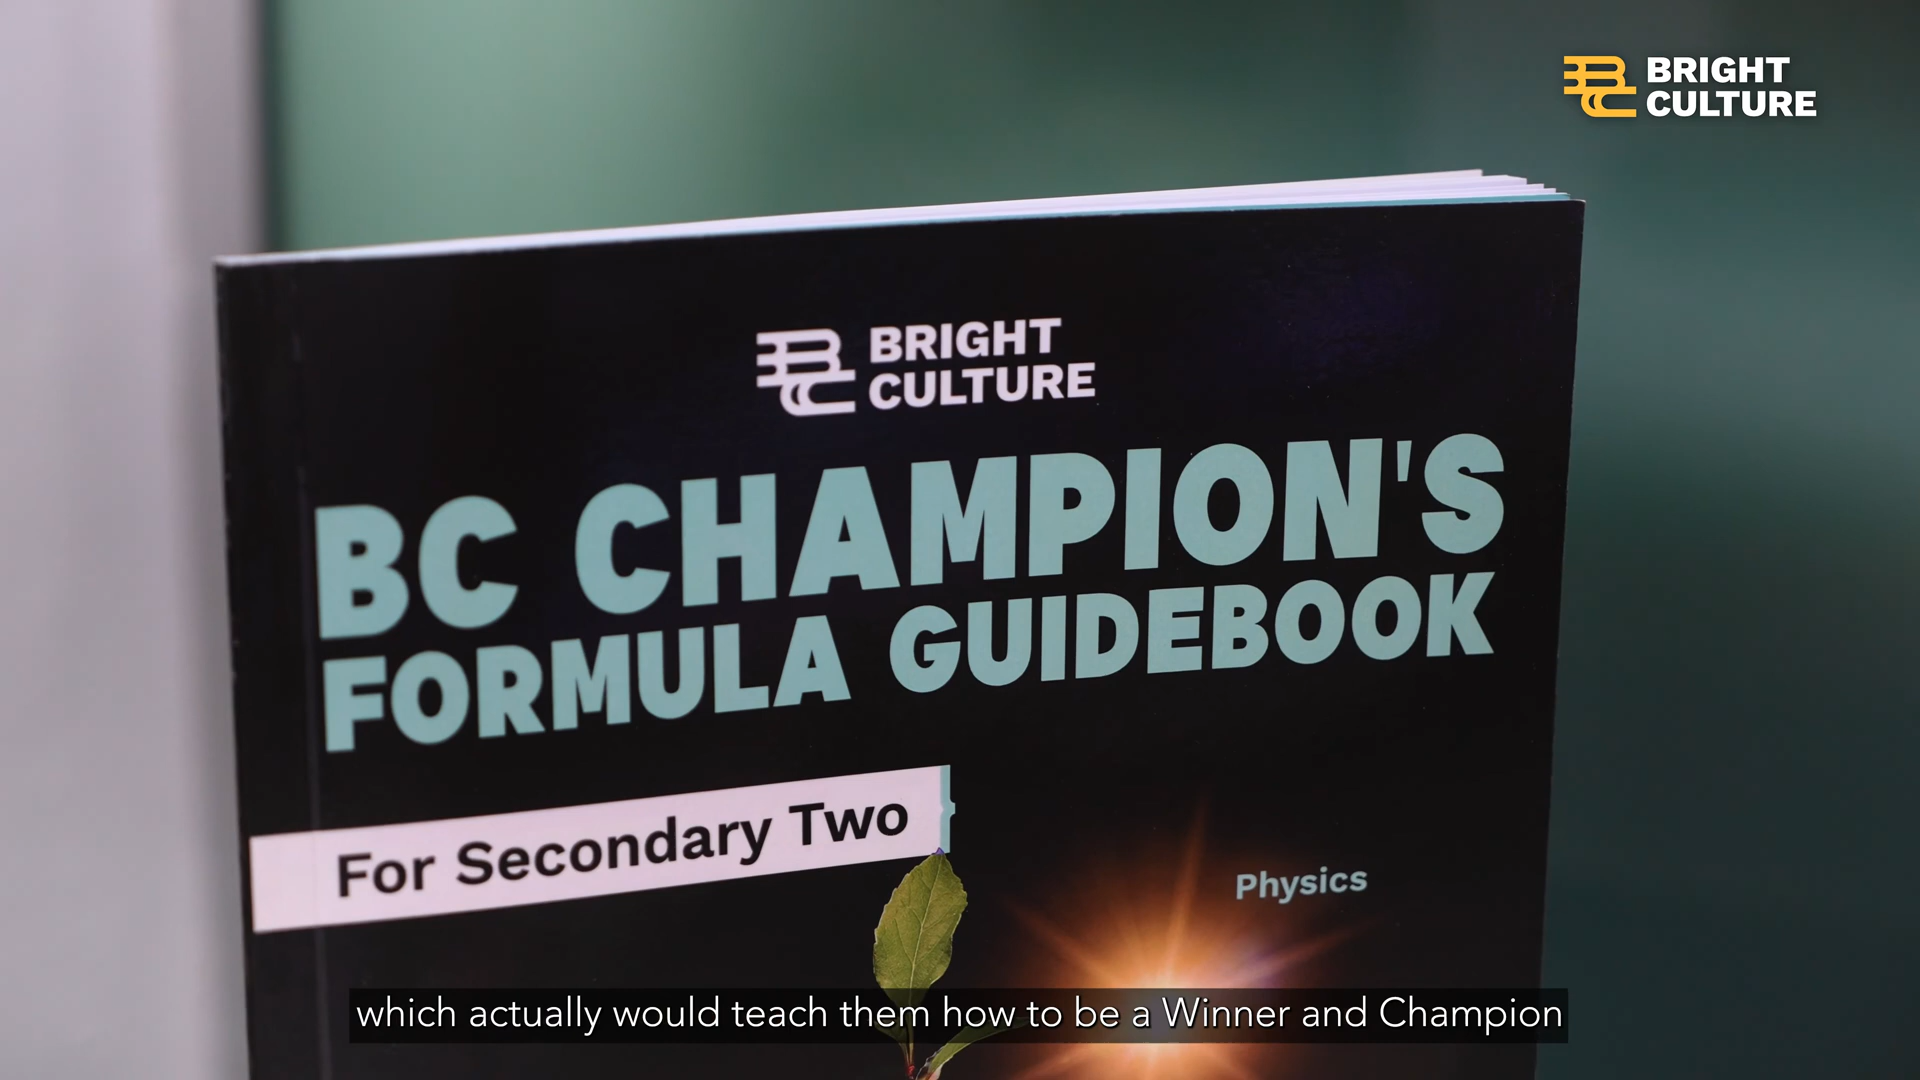 BRIGHT
CULTURE
BRIGHT
CULTURE
BC CHAMPION'S
FORMULA GUIDEBOOK
For Secondary Two
Physics
which actually would teach them how to be a Winner and Champion